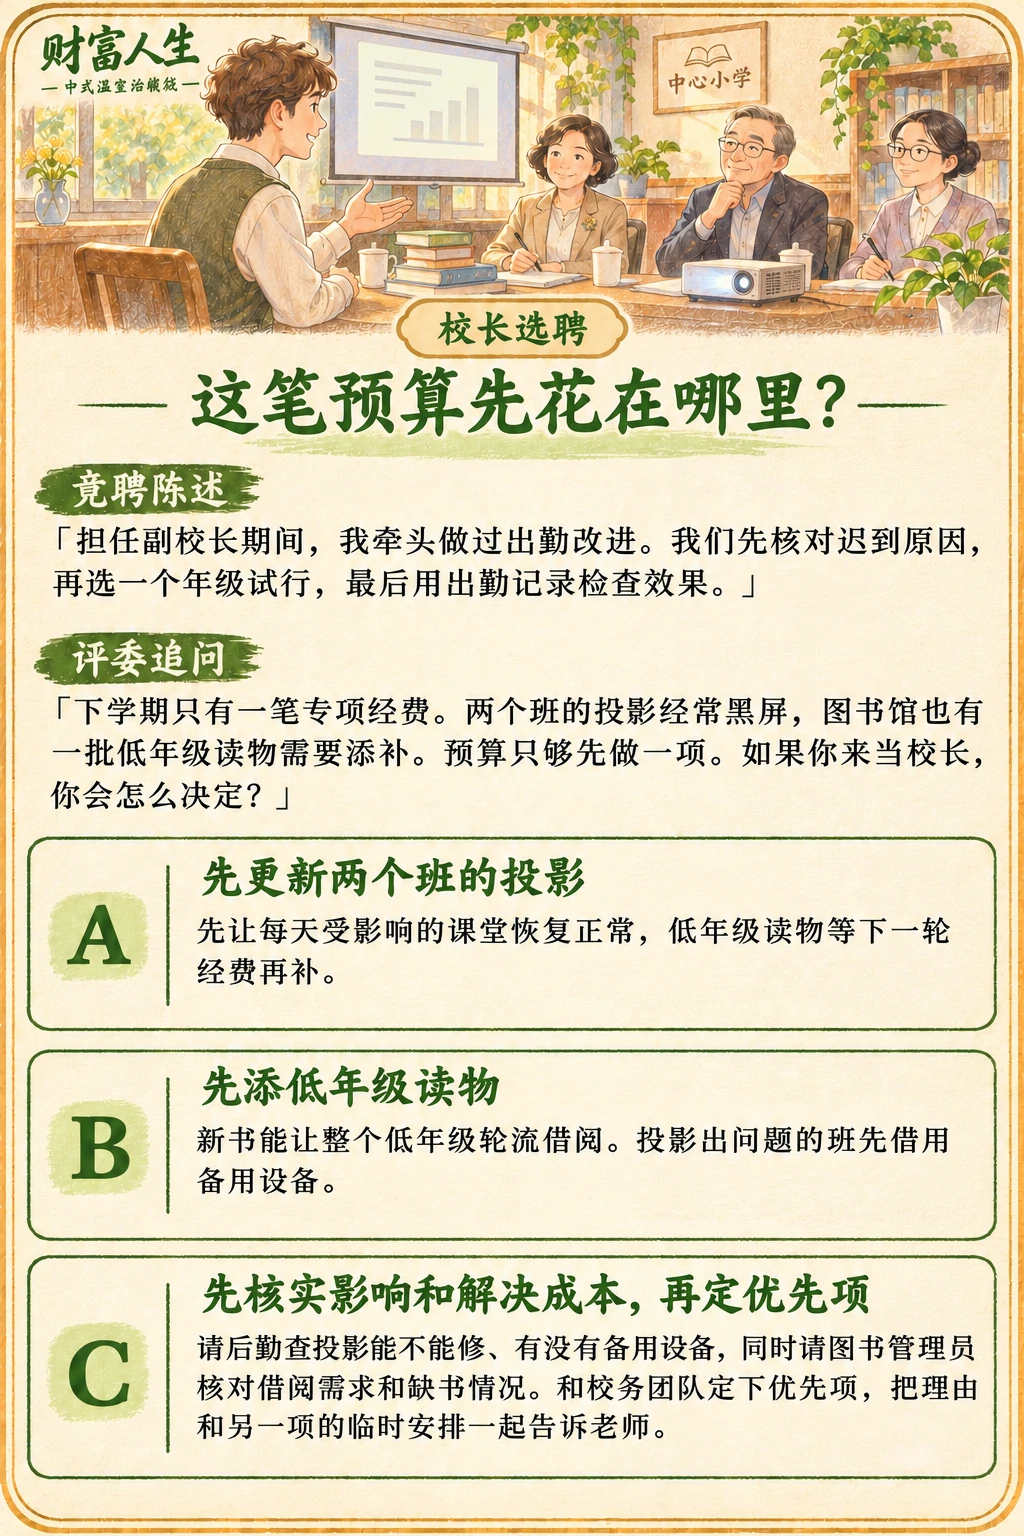 财富人生
中心小学
校长选聘
这笔预算先花在哪里?
竟聘陈述
「担任副校长期间，我牵头做过出勤改进。我们先核对迟到原因，
再选一个年级试行，最后用出勤记录检查效果。」
评委追问
「下学期只有一笔专项经费。两个班的投影经常黑屏，图书馆也有
一批低年级读物需要添补。预算只够先做一项。如果你来当校长，
你会怎么决定？」
A
先更新两个班的投影
先让每天受影响的课堂恢复正常，低年级读物等下一轮
经费再补。
B
先添低年级读物
新书能让整个低年级轮流借阅。投影出问题的班先借用
备用设备。
C
先核实影响和解决成本，再定优先项
请后勤查投影能不能修、有没有备用设备，同时请图书管理员
核对借阅需求和缺书情况。和校务团队定下优先项，把理由
和另一项的临时安排一起告诉老师。